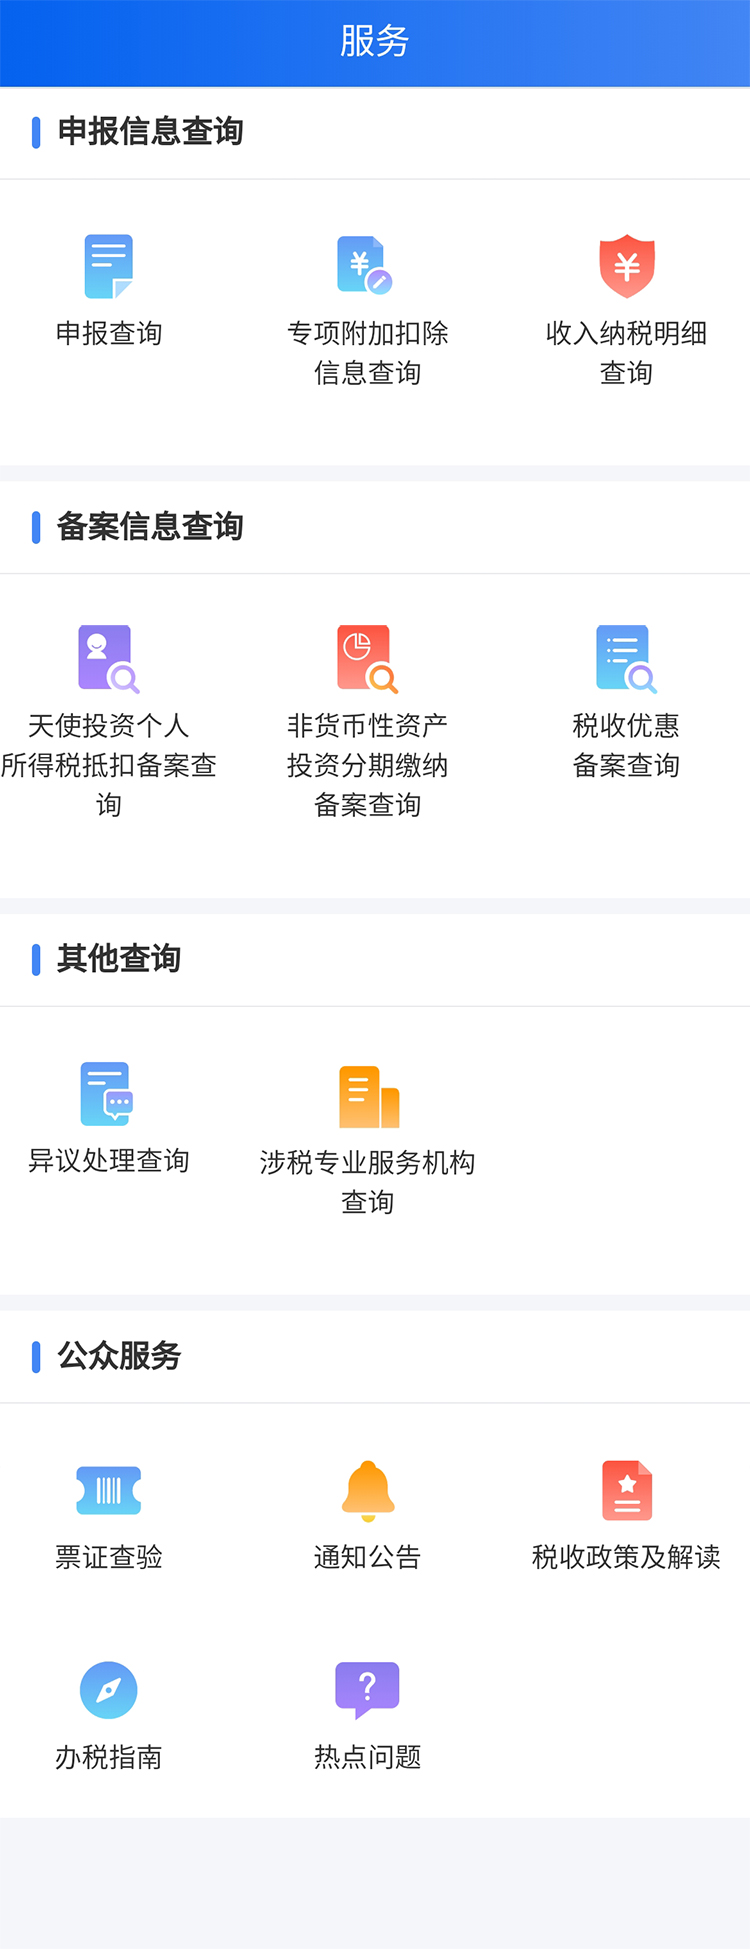 服务
申报信息查询
申报查询
专项附加扣除
信息查询
收入纳税明细
查询
备案信息查询
天使投资个人
所得税抵扣备案查
询
非货币性资产
投资分期缴纳
备案查询
税收优惠
备案查询
其他查询
异议处理查询
涉税专业服务机构
查询
公众服务
票证查验
通知公告
税收政策及解读
办税指南
热点问题